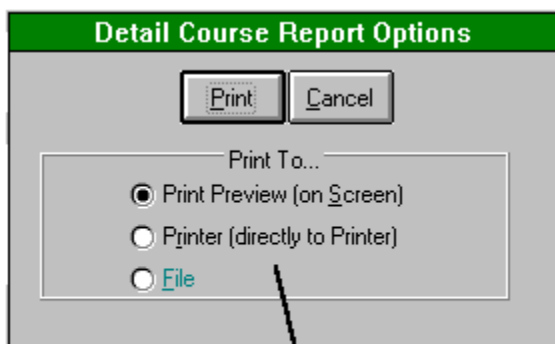 Detail Course Report Options
Print Cancel
Print To...
Print Preview (on Screen)
Printer (directly to Printer)
File